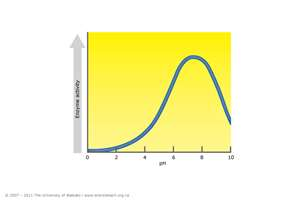 Enzyme activity
0 2 4 6 8 10
pH
© 2007 – 2011 The University of Waikato • www.sciencelearn.org.nz